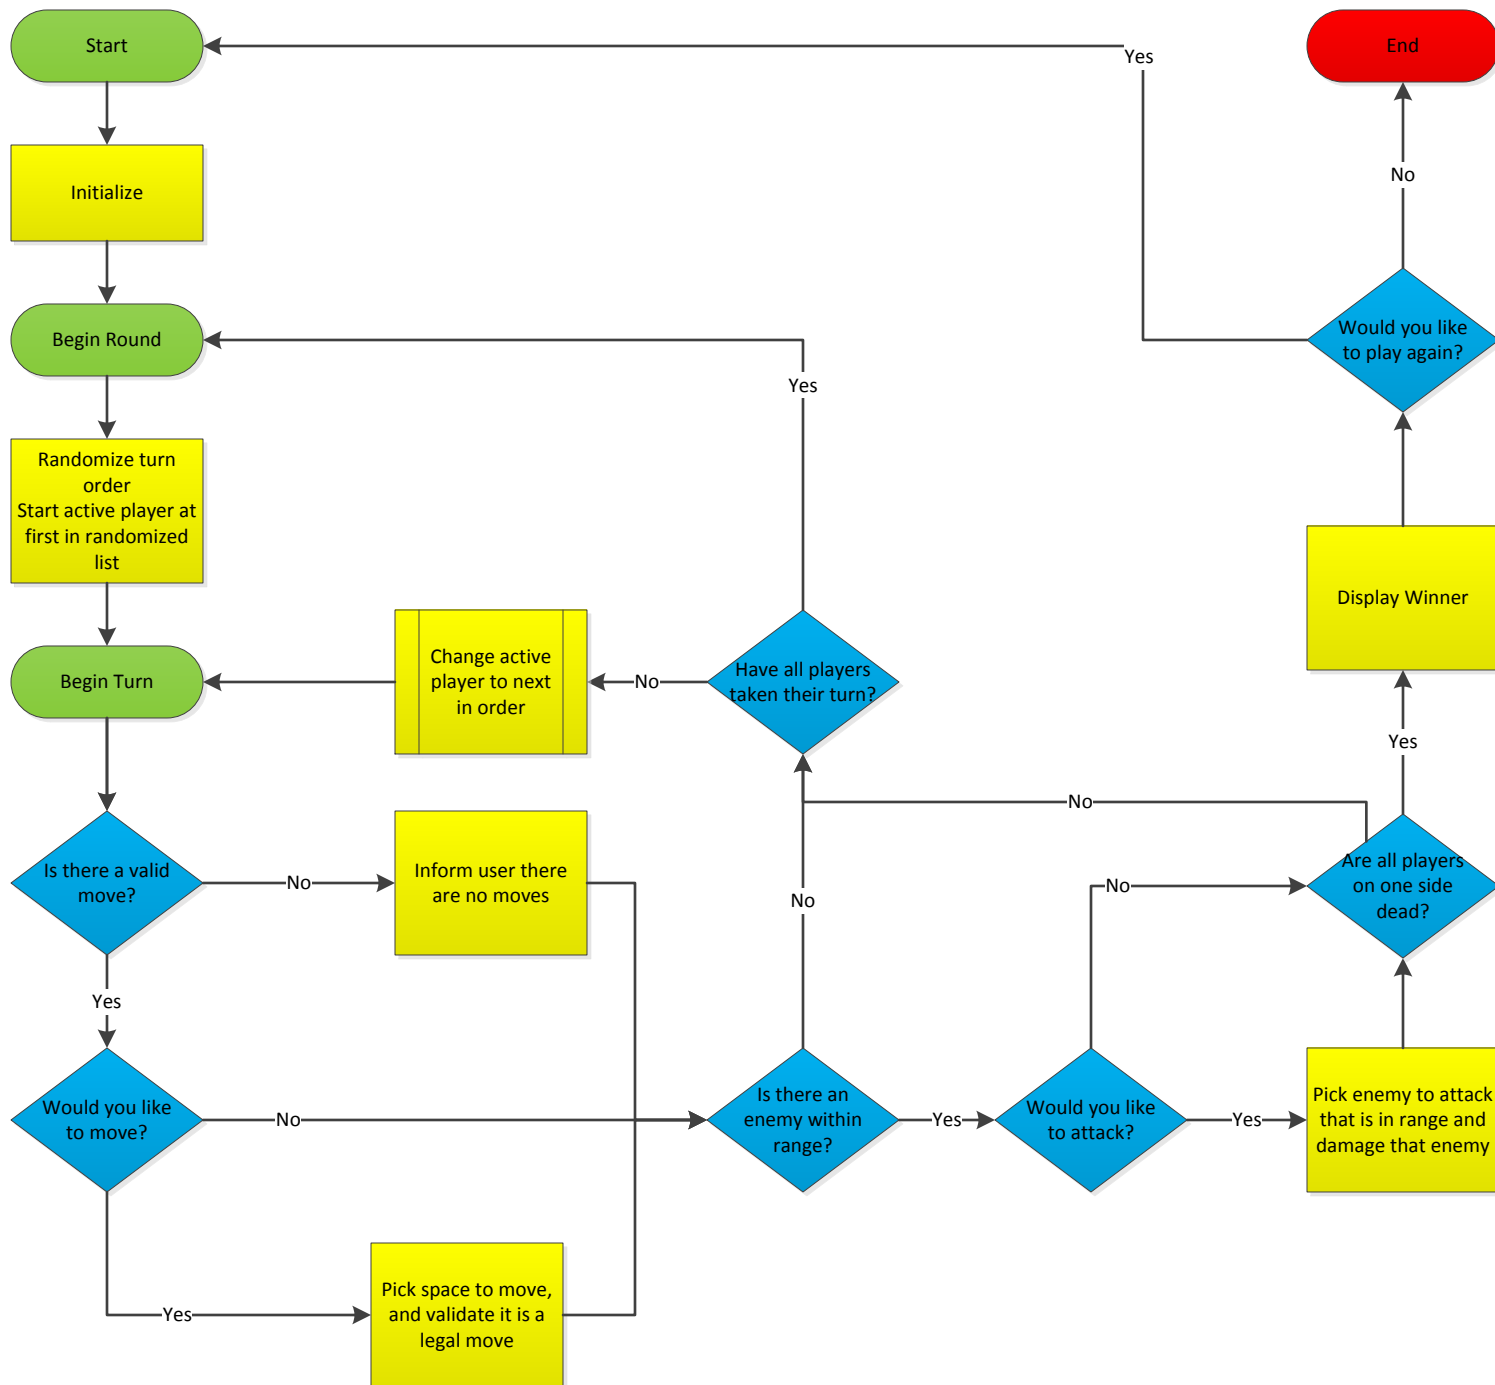 Start
End
Yes
No
Initialize
Begin Round
Would you like
to play again?
Yes
Randomize turn
order
Start active player at
first in randomized
list
Display Winner
Begin Turn
Change active
player to next
in order
No
Have all players
taken their turn?
Yes
No
Is there a valid
move?
No
Inform user there
are no moves
No
No
Are all players
on one side
dead?
Yes
Would you like
to move?
No
Is there an
enemy within
range?
Yes
Would you like
to attack?
Yes
Pick enemy to attack
that is in range and
damage that enemy
Yes
Pick space to move,
and validate it is a
legal move